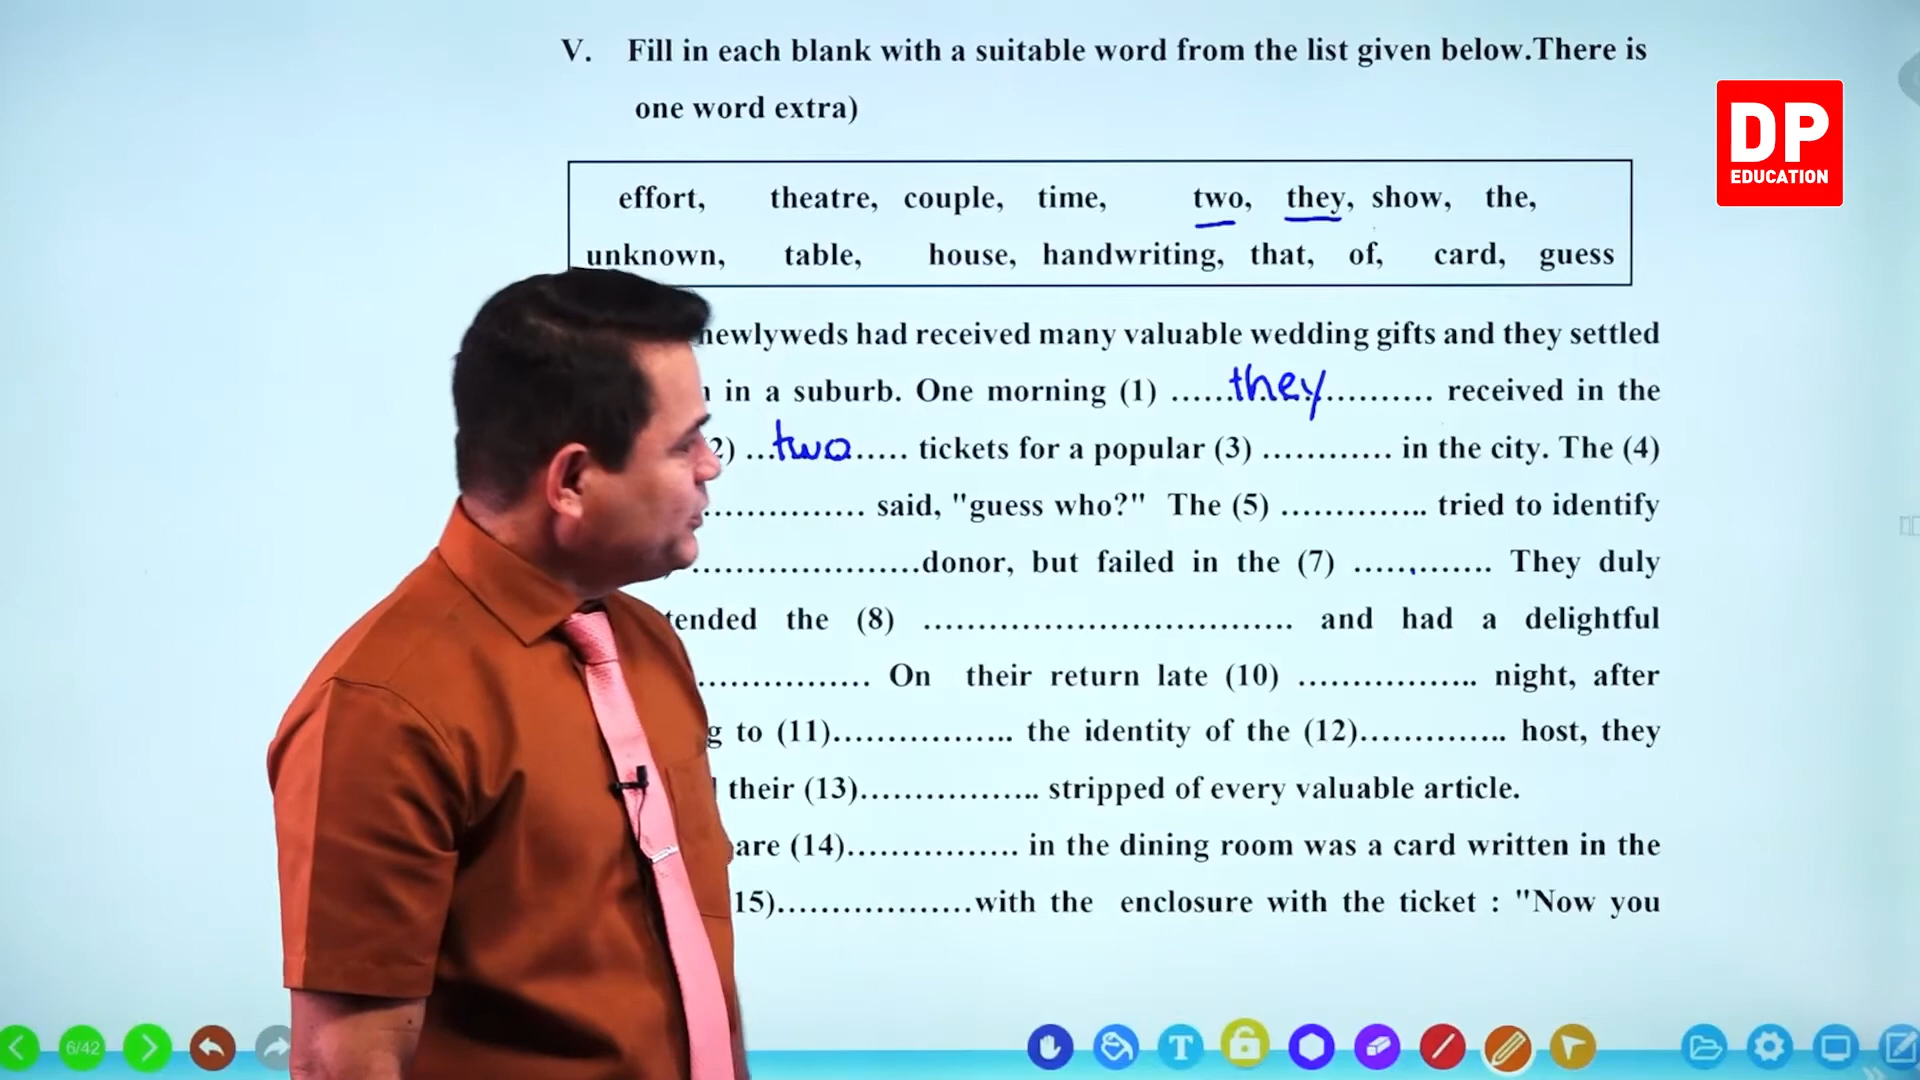 V. Fill in each blank with a suitable word from the list given below.There is
one word extra)
DP
EDUCATION
effort, theatre, couple, time, two, they, show, the,
unknown, table, house, handwriting, that, of, card, guess
newlyweds had received many valuable wedding gifts and they settled
in a suburb. One morning (1) ......they.......... received in the
2) ...two...... tickets for a popular (3) ............ in the city. The (4)
................ said, "guess who?" The (5) .............. tried to identify
.....................donor, but failed in the (7) ............. They duly
the (8) .................................. and had a delightful
................ On their return late (10) ................. night, after
g to (11)................. the identity of the (12).............. host, they
their (13)................. stripped of every valuable article.
are (14)................ in the dining room was a card written in the
15)..................with the enclosure with the ticket : "Now you
6/42
T